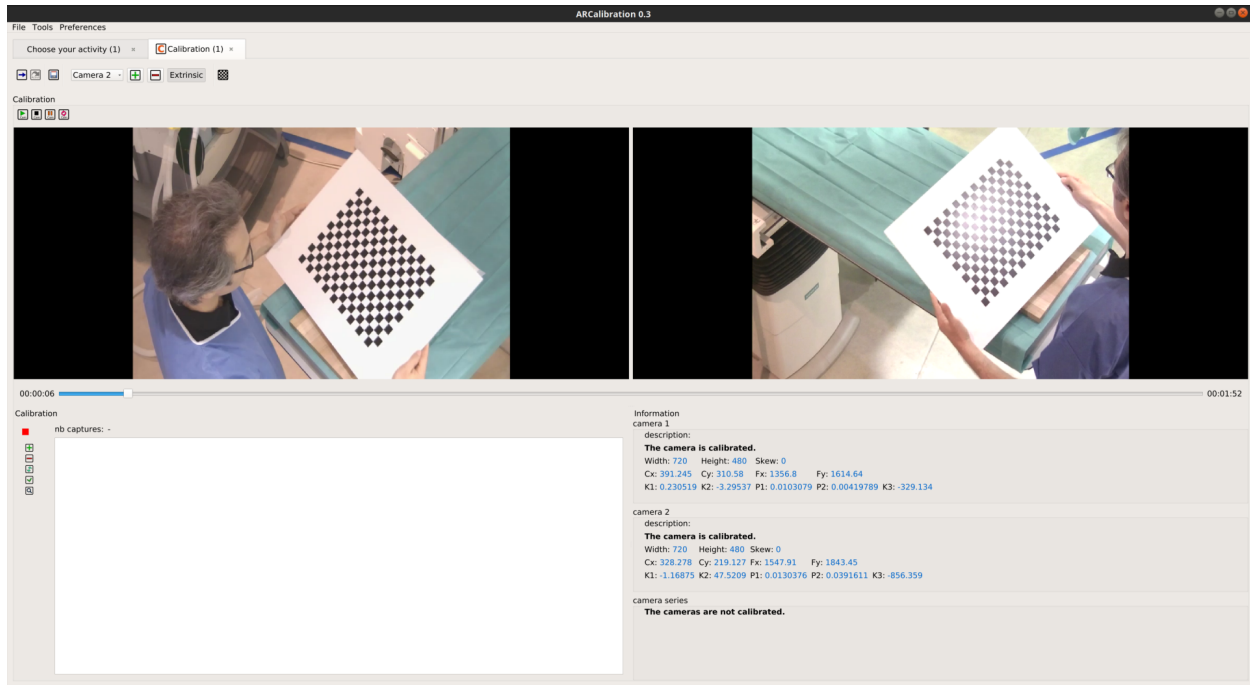 ARCalibration 0.3
File Tools Preferences
Choose your activity (1) × C Calibration (1) ×
Camera 2 Extrinsic
Calibration
00:00:06 00:01:52
Calibration
nb captures: -
Information
camera 1
description:
The camera is calibrated.
Width: 720 Height: 480 Skew: 0
Cx: 391.245 Cy: 310.58 Fx: 1356.8 Fy: 1614.64
K1: 0.230519 K2: -3.29537 P1: 0.0103079 P2: 0.00419789 K3: -329.134
camera 2
description:
The camera is calibrated.
Width: 720 Height: 480 Skew: 0
Cx: 328.278 Cy: 219.127 Fx: 1547.91 Fy: 1843.45
K1: -1.16875 K2: 47.5209 P1: 0.0130376 P2: 0.0391611 K3: -856.359
camera series
The cameras are not calibrated.